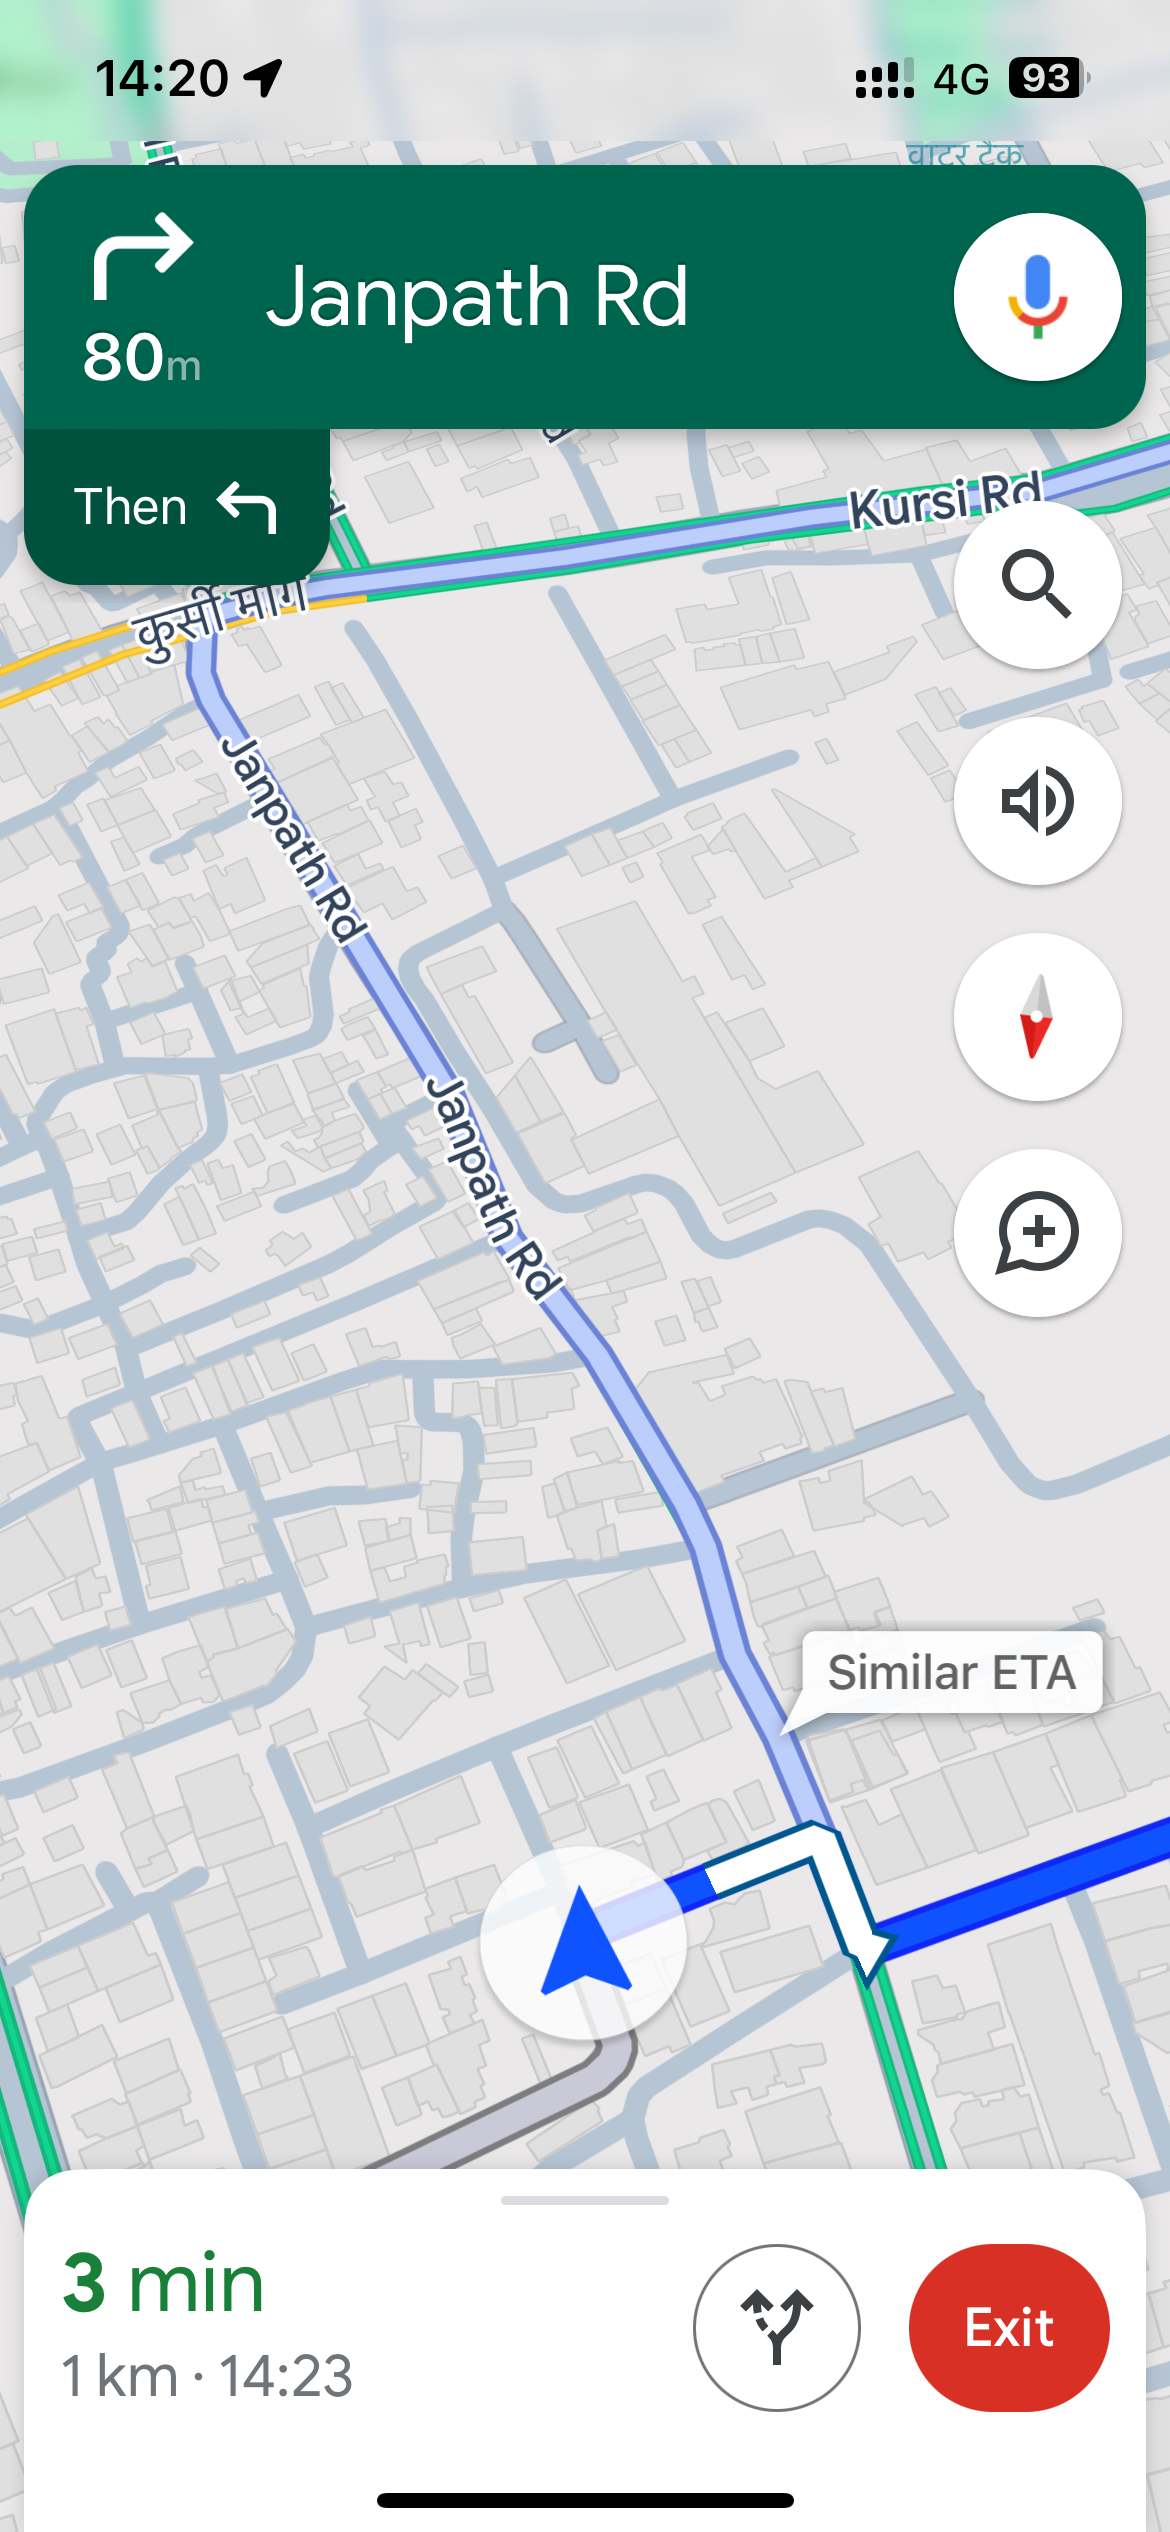 14:20
4G
93
वाटर टैंक
Janpath Rd
80m
Then
Kursi Rd
कुर्सी मार्ग
Janpath Rd
Janpath Rd
Similar ETA
3 min
1 km · 14:23
Exit